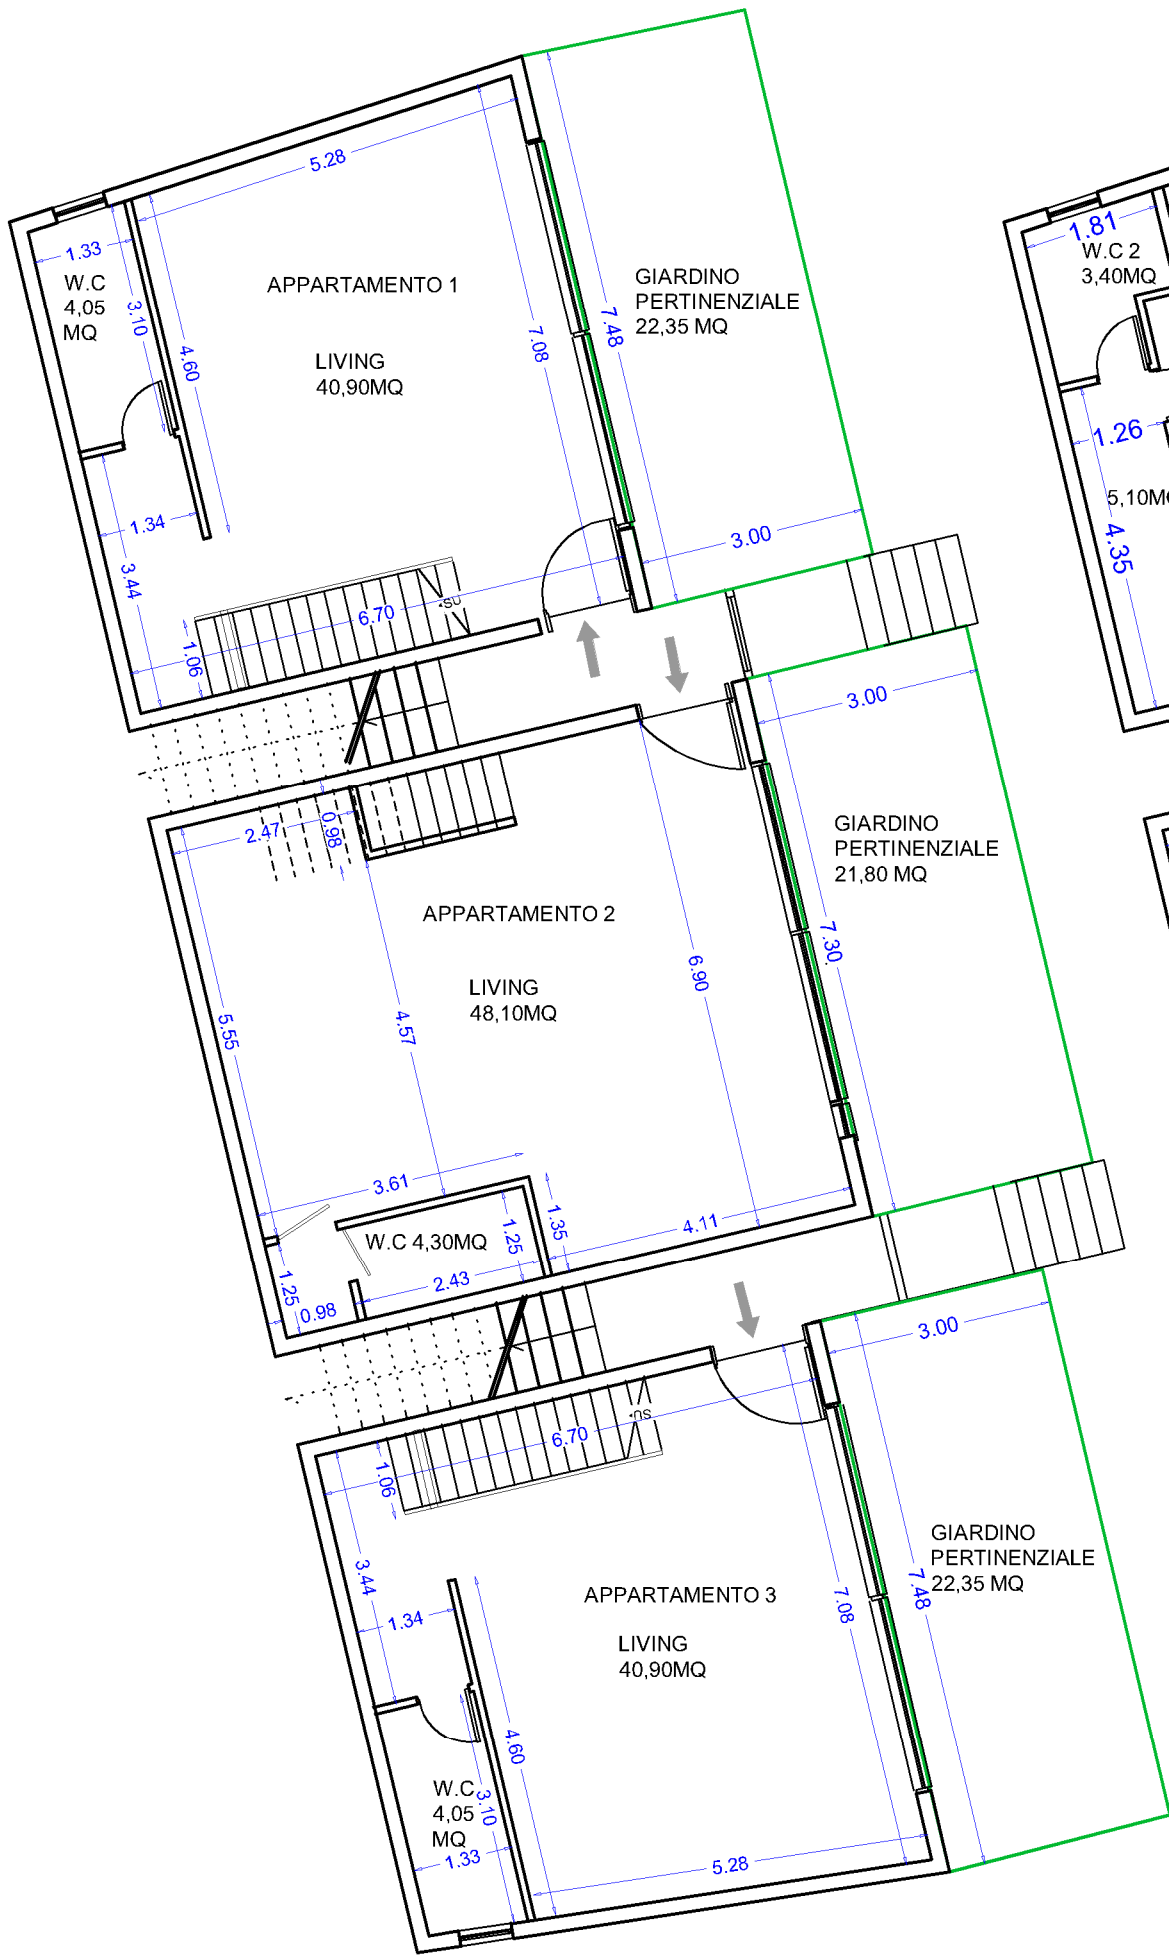 5.28
1.33
W.C
4,05
MQ
3.10
4.60
APPARTAMENTO 1
LIVING
40,90MQ
7.08
7.48
GIARDINO
PERTINENZIALE
22,35 MQ
1.34
3.44
3.00
6.70
1.06
1.81
W.C 2
3,40MQ
1.26
4.35
3.00
2.47
0.98
APPARTAMENTO 2
LIVING
48,10MQ
5.55
4.57
6.90
7.30
GIARDINO
PERTINENZIALE
21,80 MQ
3.61
W.C 4,30MQ
1.25
1.35
4.11
1.25
0.98
2.43
3.00
6.70
1.06
3.44
1.34
APPARTAMENTO 3
LIVING
40,90MQ
7.08
7.48
GIARDINO
PERTINENZIALE
22,35 MQ
4.60
W.C
4,05
MQ
3.10
1.33
5.28